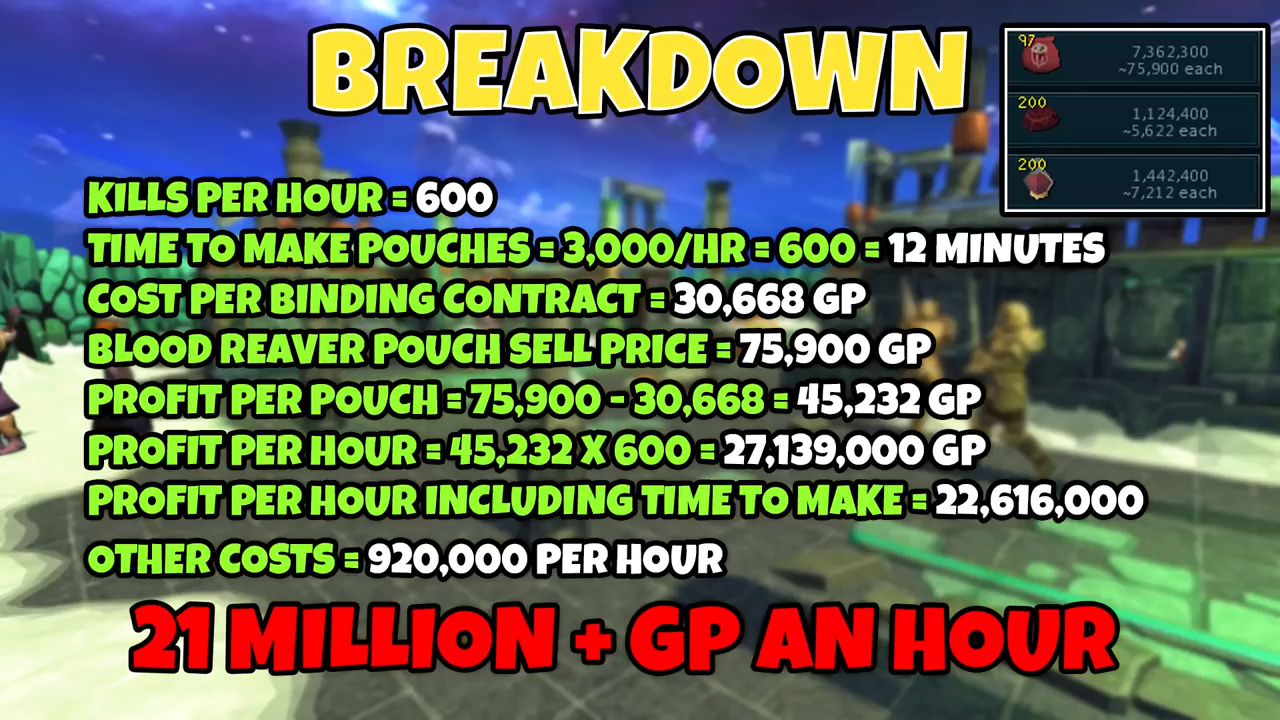 BREAKDOWN
97
7,362,300
~75,900 each
200
1,124,400
~5,622 each
200
1,442,400
~7,212 each
KILLS PER HOUR = 600
TIME TO MAKE POUCHES = 3,000/HR = 600 = 12 MINUTES
COST PER BINDING CONTRACT = 30,668 GP
BLOOD REAVER POUCH SELL PRICE = 75,900 GP
PROFIT PER POUCH = 75,900 - 30,668 = 45,232 GP
PROFIT PER HOUR = 45,232 X 600 = 27,139,000 GP
PROFIT PER HOUR INCLUDING TIME TO MAKE = 22,616,000
OTHER COSTS = 920,000 PER HOUR
21 MILLION + GP AN HOUR